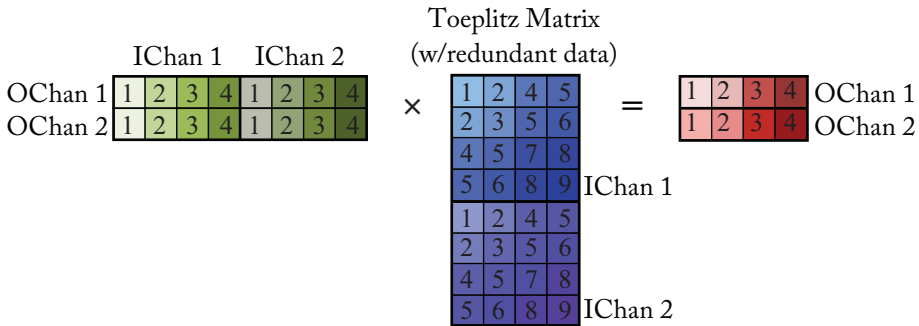 Toeplitz Matrix
(w/redundant data)
IChan 1 IChan 2
OChan 1 1 2 3 4 1 2 3 4 × 1 2 4 5 = 1 2 3 4 OChan 1
OChan 2 1 2 3 4 1 2 3 4 2 3 5 6 1 2 3 4 OChan 2
4 5 7 8
5 6 8 9 IChan 1
1 2 4 5
2 3 5 6
4 5 7 8
5 6 8 9 IChan 2